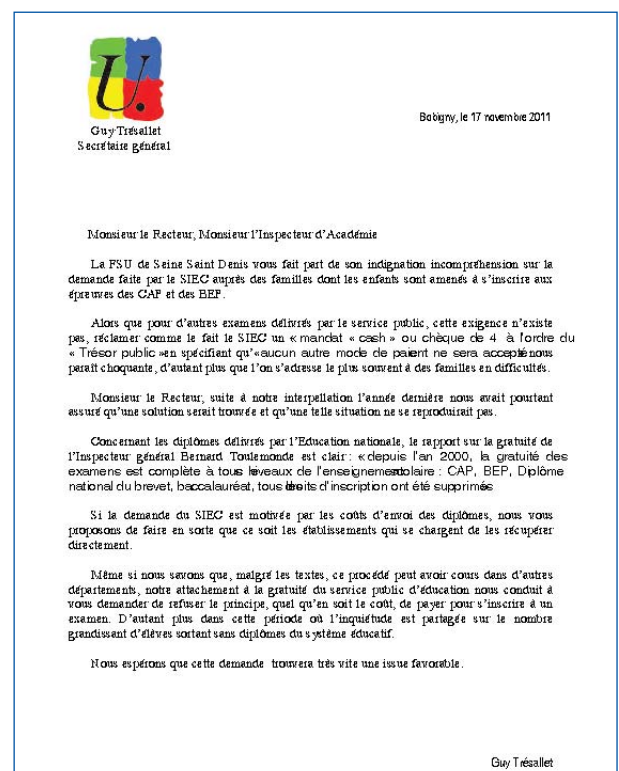 U.
Guy Trésallet
Secrétaire général
Bobigny, le 17 novembre 2011
Monsieur le Recteur, Monsieur l'Inspecteur d'Académie
La FSU de Seine Saint Denis vous fait part de son indignation incompréhension sur la
demande faite par le SIEC auprès des familles dont les enfants sont amenés à s'inscrire aux
épreuves des CAP et des BEP.
Alors que pour d'autres examens délivrés par le service public, cette exigence n'existe
pas, réclamer comme le fait le SIEC un « mandat « cash » ou chèque de 4 à l'ordre du
« Trésor public »en spécifiant qu'«aucun autre mode de paient ne sera accepté nous
paraît choquante, d'autant plus que l'on s'adresse le plus souvent à des familles en difficultés.
Monsieur le Recteur, suite à notre interpellation l'année dernière nous avait pourtant
assuré qu'une solution serait trouvée et qu'une telle situation ne se reproduirait pas.
Concernant les diplômes délivrés par l'Education nationale, le rapport sur la gratuité de
l'Inspecteur général Bernard Toulemonde est clair : «depuis l'an 2000, la gratuité des
examens est complète à tous de l'enseignement : CAP, BEP, Diplôme
national du brevet, baccalauréat, tous d'inscription ont été supprimés
Si la demande du SIEC est motivée par les coûts d'envoi des diplômes, nous vous
proposons de faire en sorte que ce soit les établissements qui se chargent de les récupérer
directement.
Même si nous savons que, malgré les textes, ce procédé peut avoir cours dans d'autres
départements, notre attachement à la gratuité du service public d'éducation nous conduit à
vous demander de refuser le principe, quel qu'en soit le coût, de payer pour s'inscrire à un
examen. D'autant plus dans cette période où l'inquiétude est partagée sur le nombre
grandissant d'élèves sortant sans diplômes du système éducatif.
Nous espérons que cette demande trouvera très vite une issue favorable.
Guy Trésallet